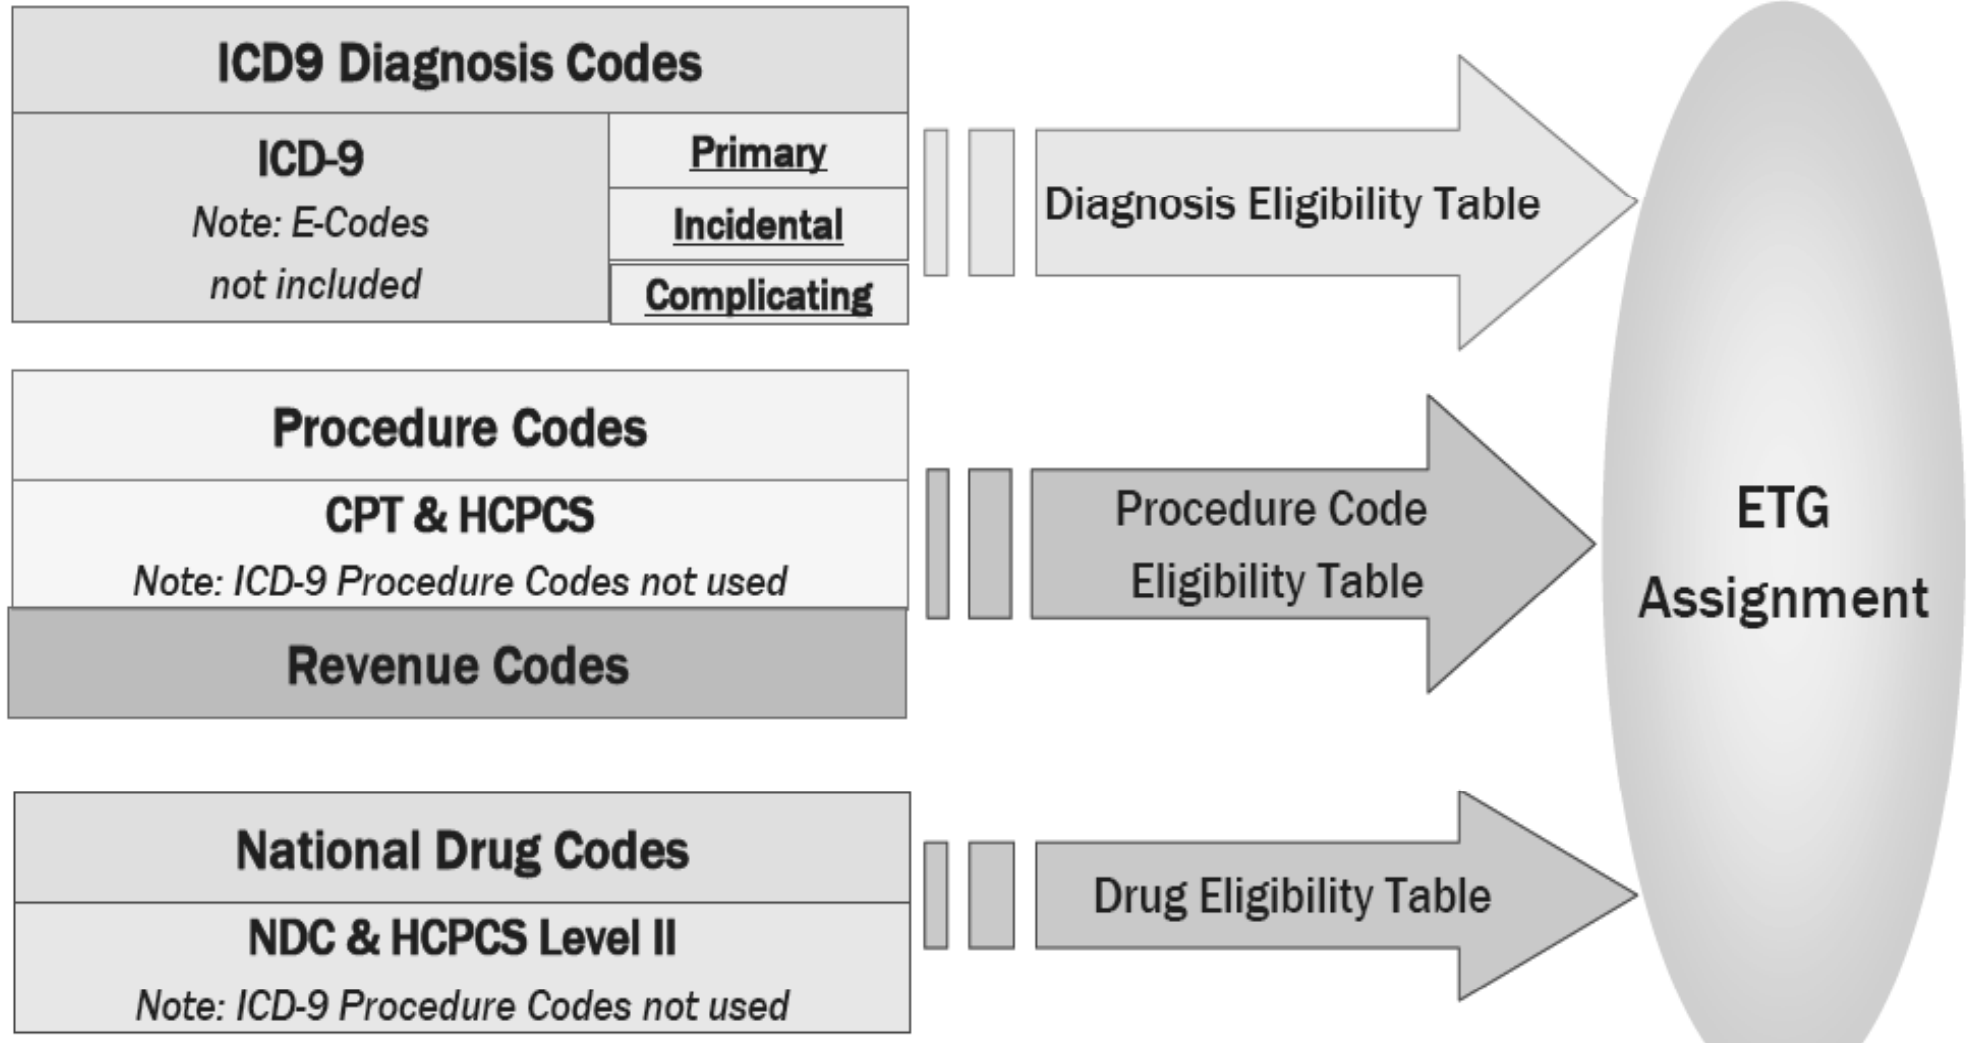 ICD9 Diagnosis Codes
ICD-9
Note: E-Codes
not included
Primary
Incidental
Complicating
Diagnosis Eligibility Table
Procedure Codes
CPT & HCPCS
Note: ICD-9 Procedure Codes not used
Revenue Codes
Procedure Code
Eligibility Table
National Drug Codes
NDC & HCPCS Level II
Note: ICD-9 Procedure Codes not used
Drug Eligibility Table
ETG
Assignment